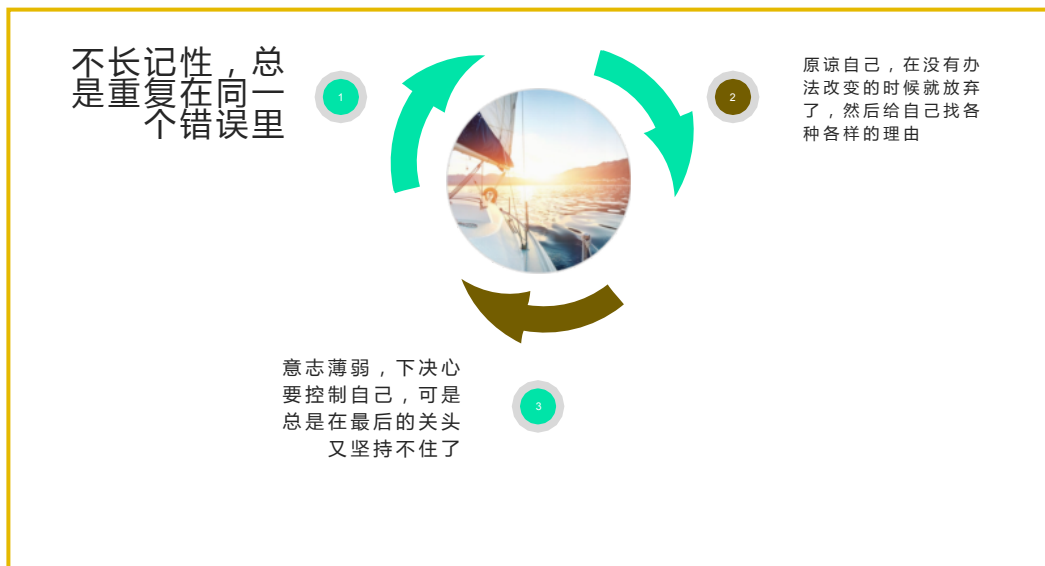 不长记性，总
是重复在同一
个错误里
1
2
原谅自己，在没有办
法改变的时候就放弃
了，然后给自己找各
种各样的理由
意志薄弱，下决心
要控制自己，可是
总是在最后的关头
又坚持不住了
3